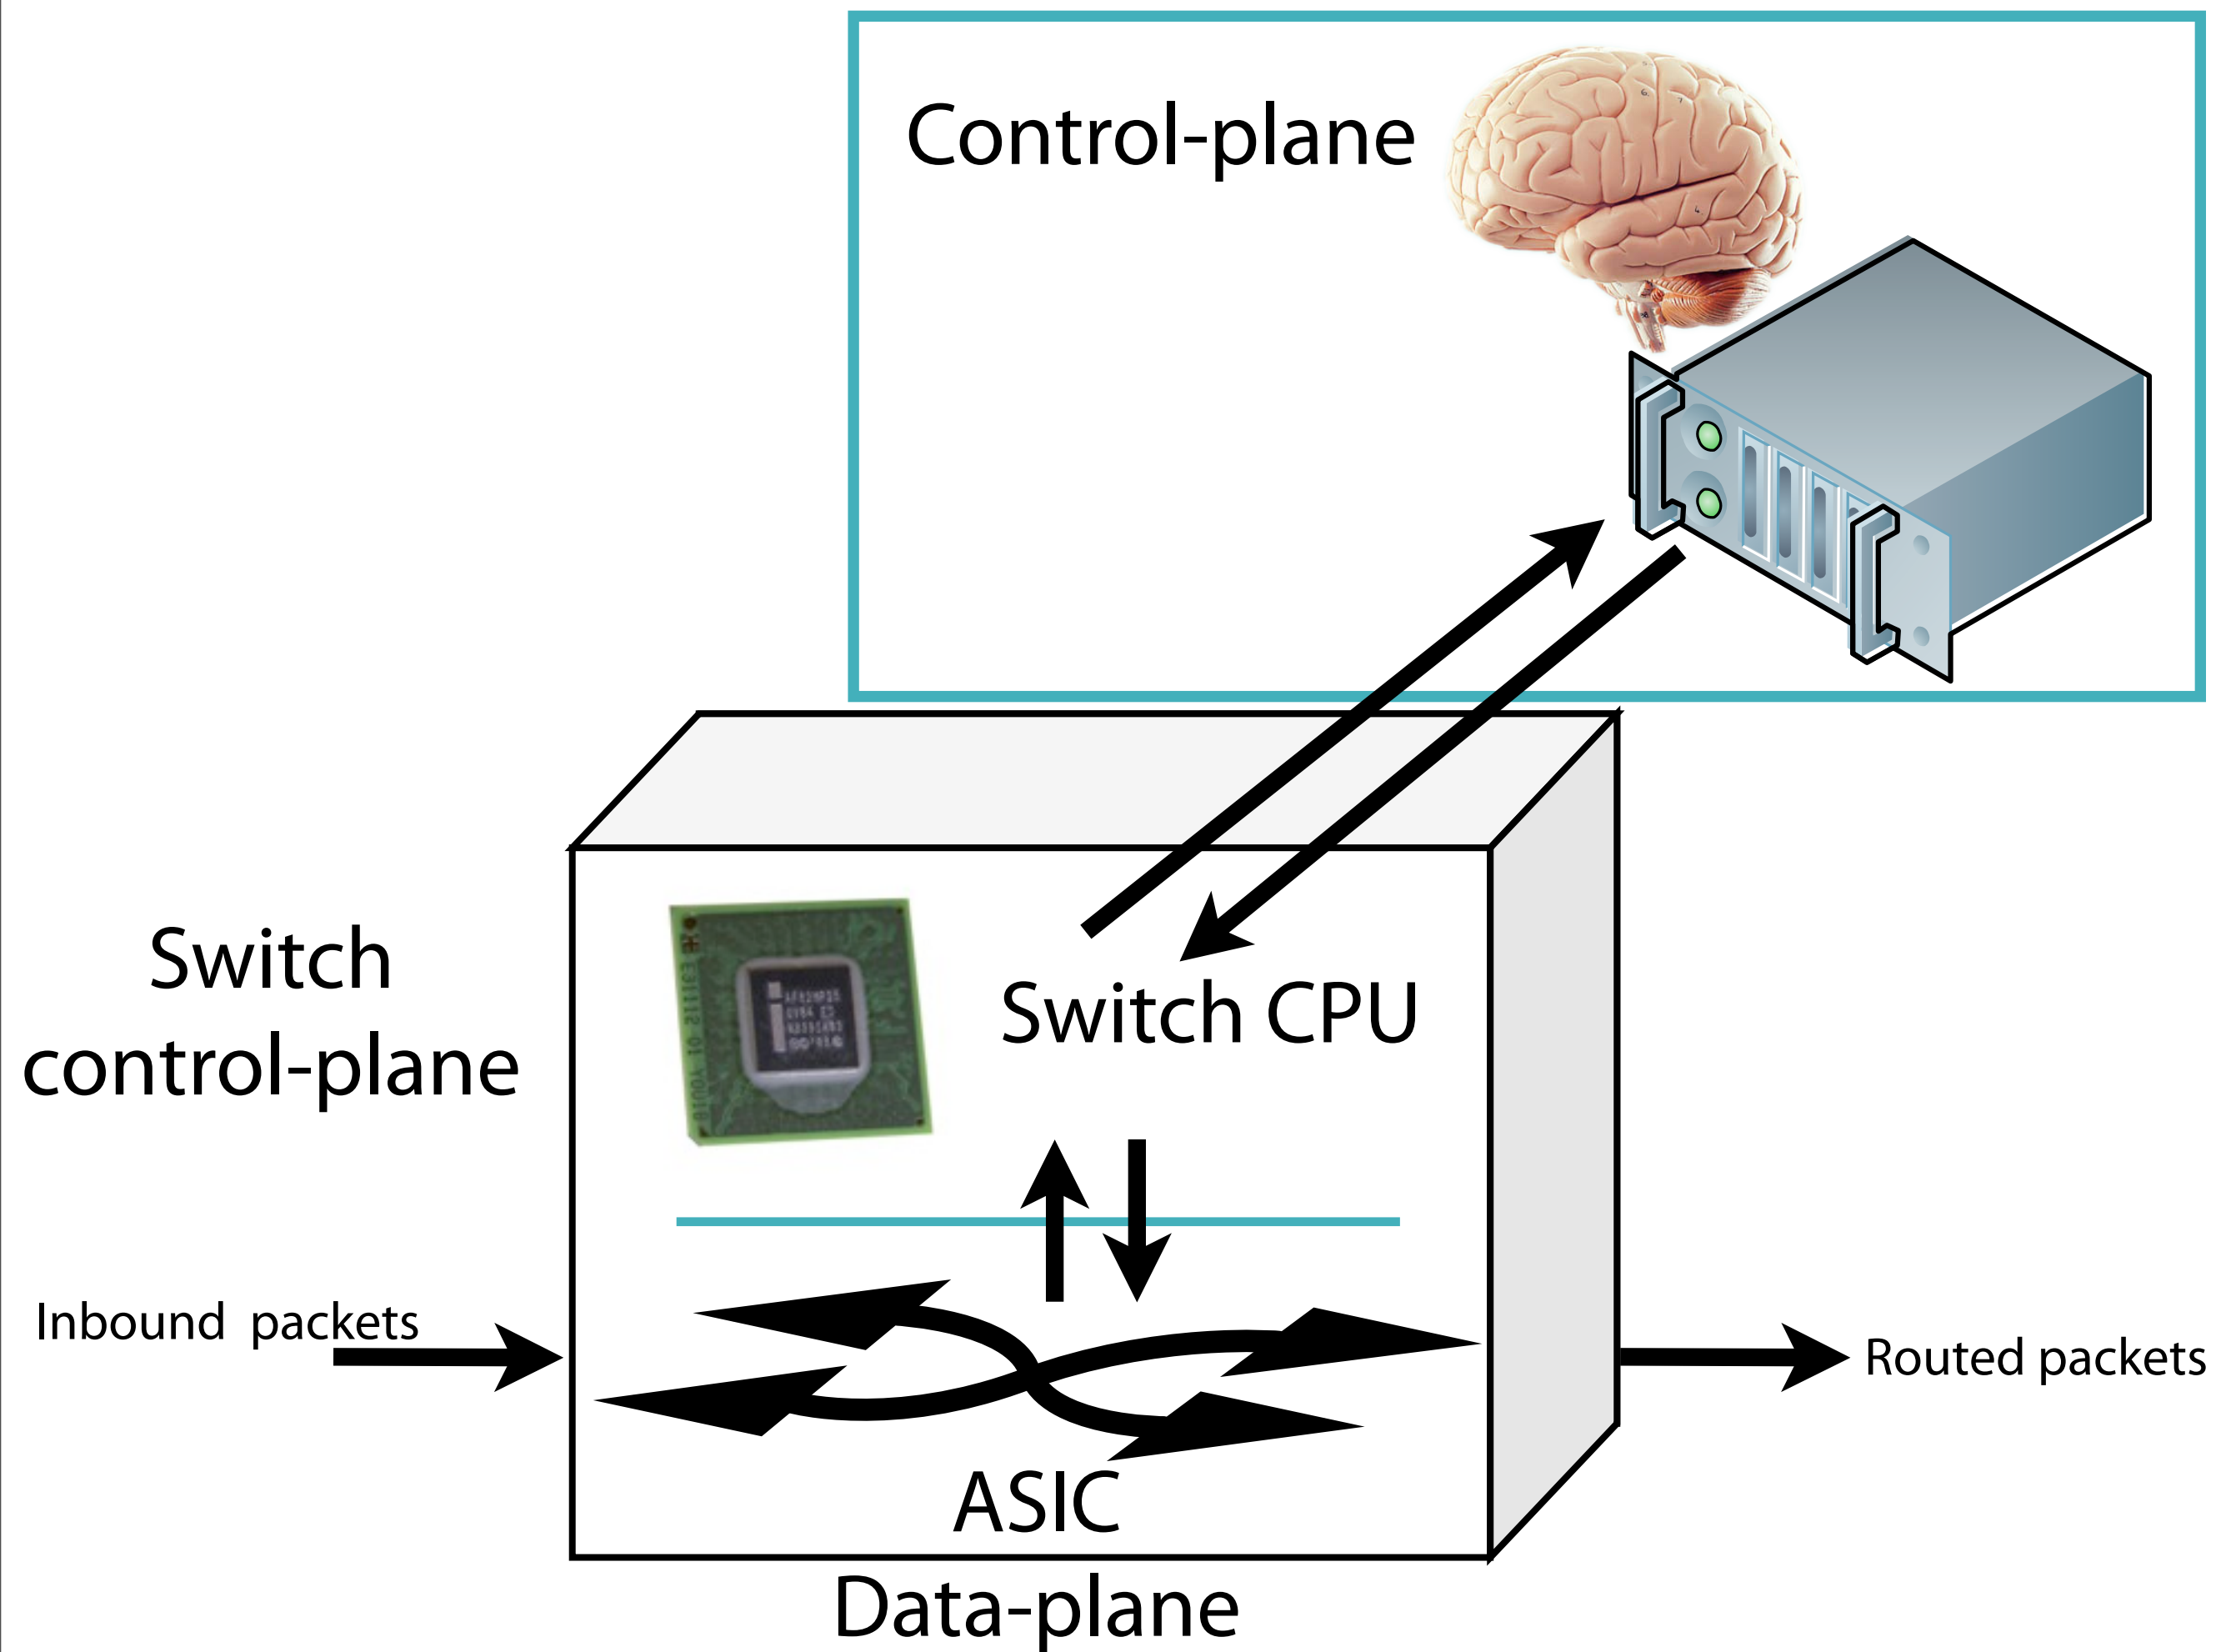 Control-plane
Switch
control-plane
Switch CPU
Inbound packets
Routed packets
ASIC
Data-plane